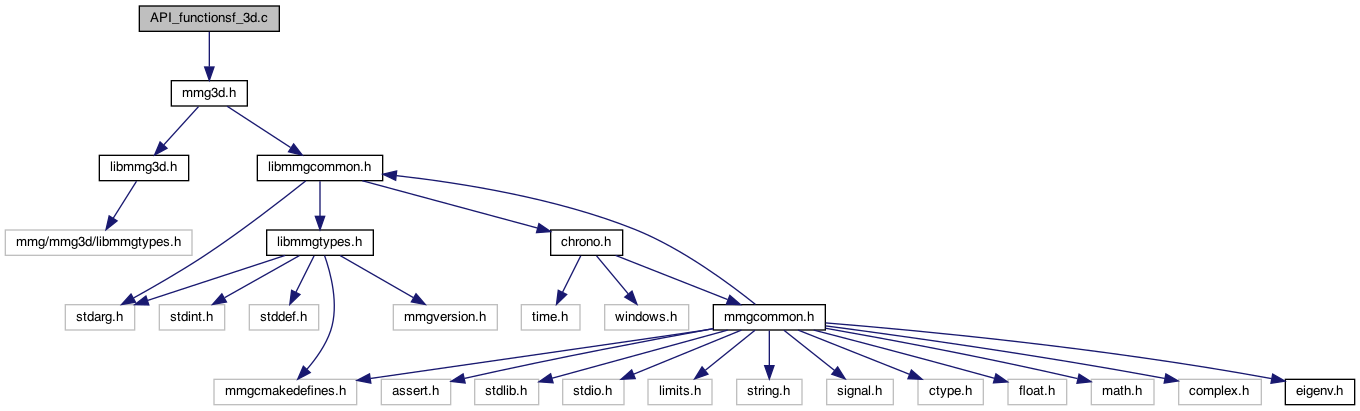 API_functionsf_3d.c
mmg3d.h
libmmg3d.h
libmmgcommon.h
mmg/mmg3d/libmmgtypes.h
libmmgtypes.h
chrono.h
stdarg.h
stdint.h
stddef.h
mmgversion.h
time.h
windows.h
mmgcommon.h
mmgcmakedefines.h
assert.h
stdlib.h
stdio.h
limits.h
string.h
signal.h
ctype.h
float.h
math.h
complex.h
eigenv.h